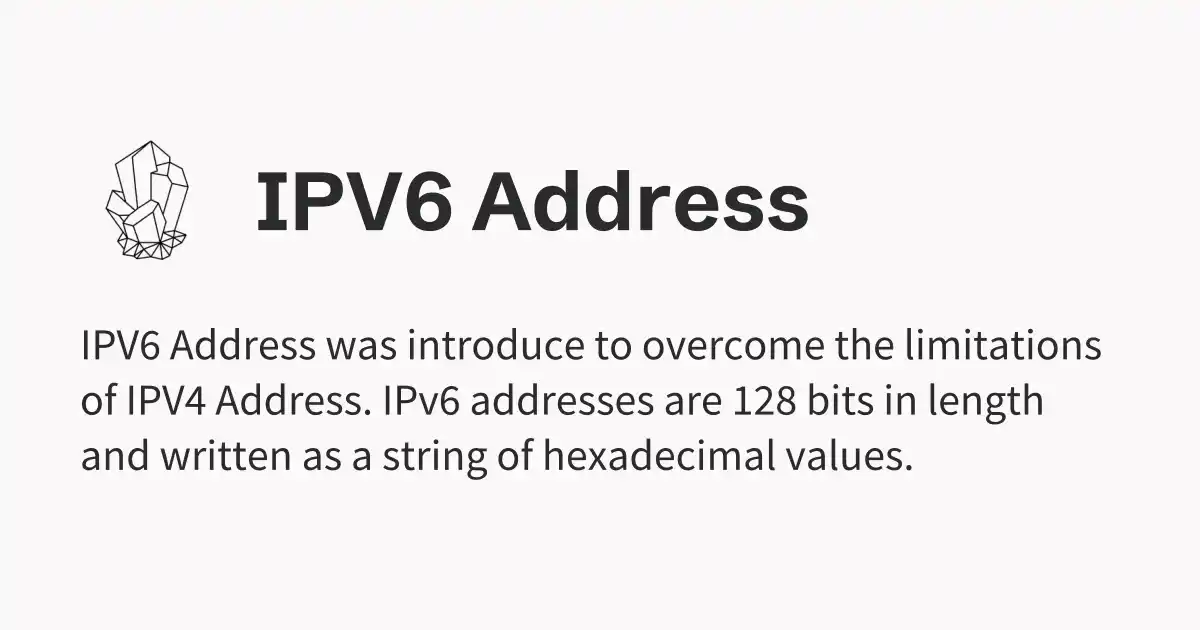 IPV6 Address
IPV6 Address was introduce to overcome the limitations
of IPV4 Address. IPv6 addresses are 128 bits in length
and written as a string of hexadecimal values.